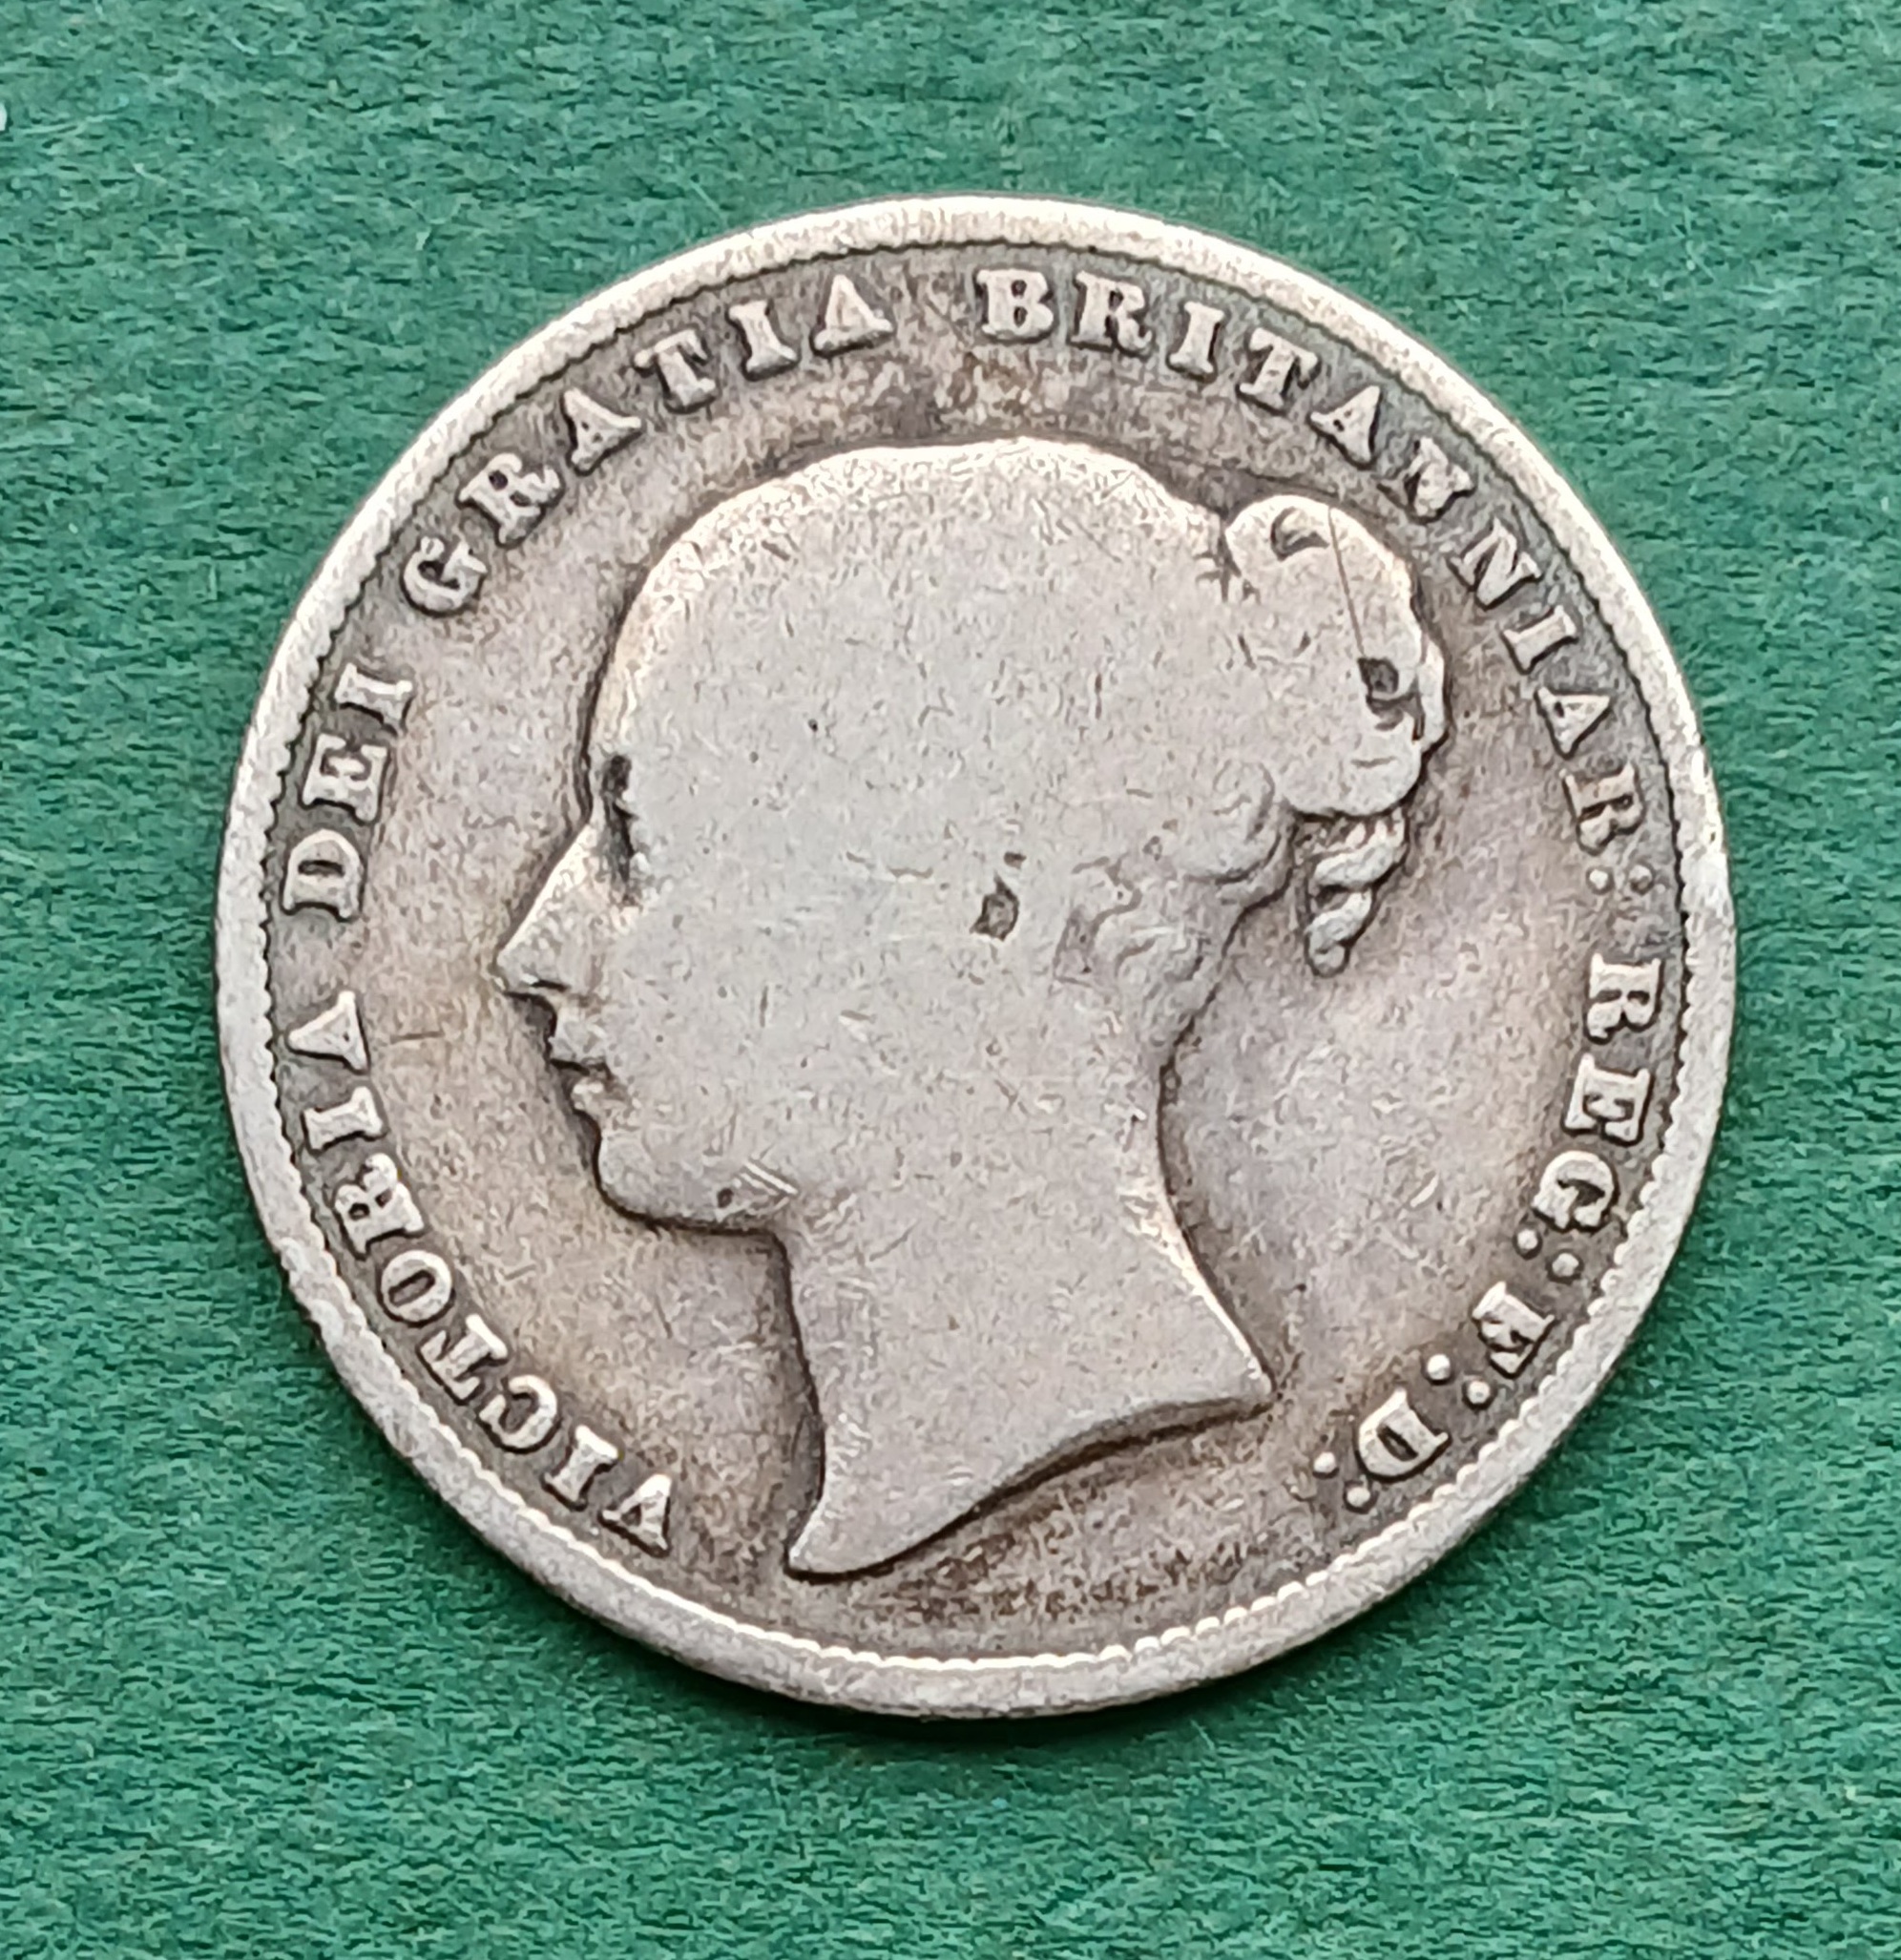 VICTORIA DEI GRATIA BRITANNIAR: REG: F: D: